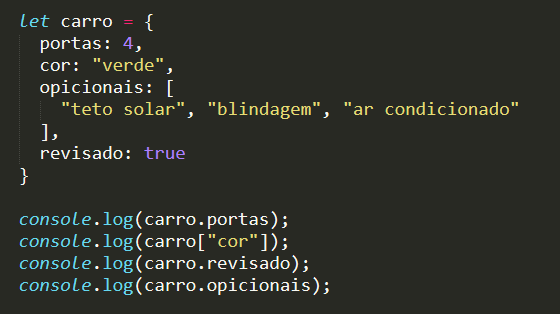 let carro = {
  portas: 4,
  cor: "verde",
  opicionais: [
    "teto solar", "blindagem", "ar condicionado"
  ],
  revisado: true
}

console.log(carro.portas);
console.log(carro["cor"]);
console.log(carro.revisado);
console.log(carro.opicionais);